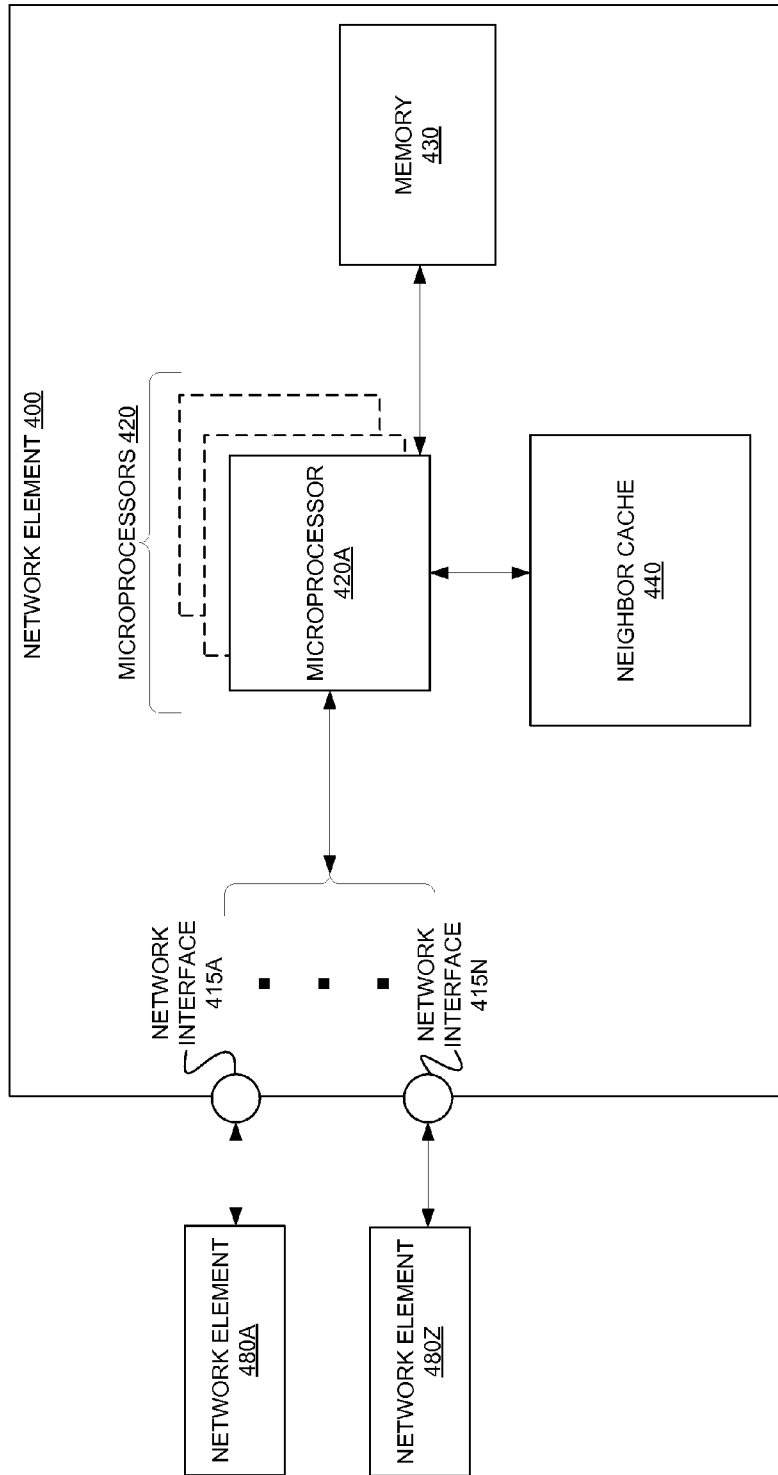 NETWORK ELEMENT 400
MICROPROCESSORS 420
MICROPROCESSOR
420A
MEMORY
430
NEIGHBOR CACHE
440
NETWORK
INTERFACE
415A
NETWORK
INTERFACE
415N
NETWORK ELEMENT
480A
NETWORK ELEMENT
480Z